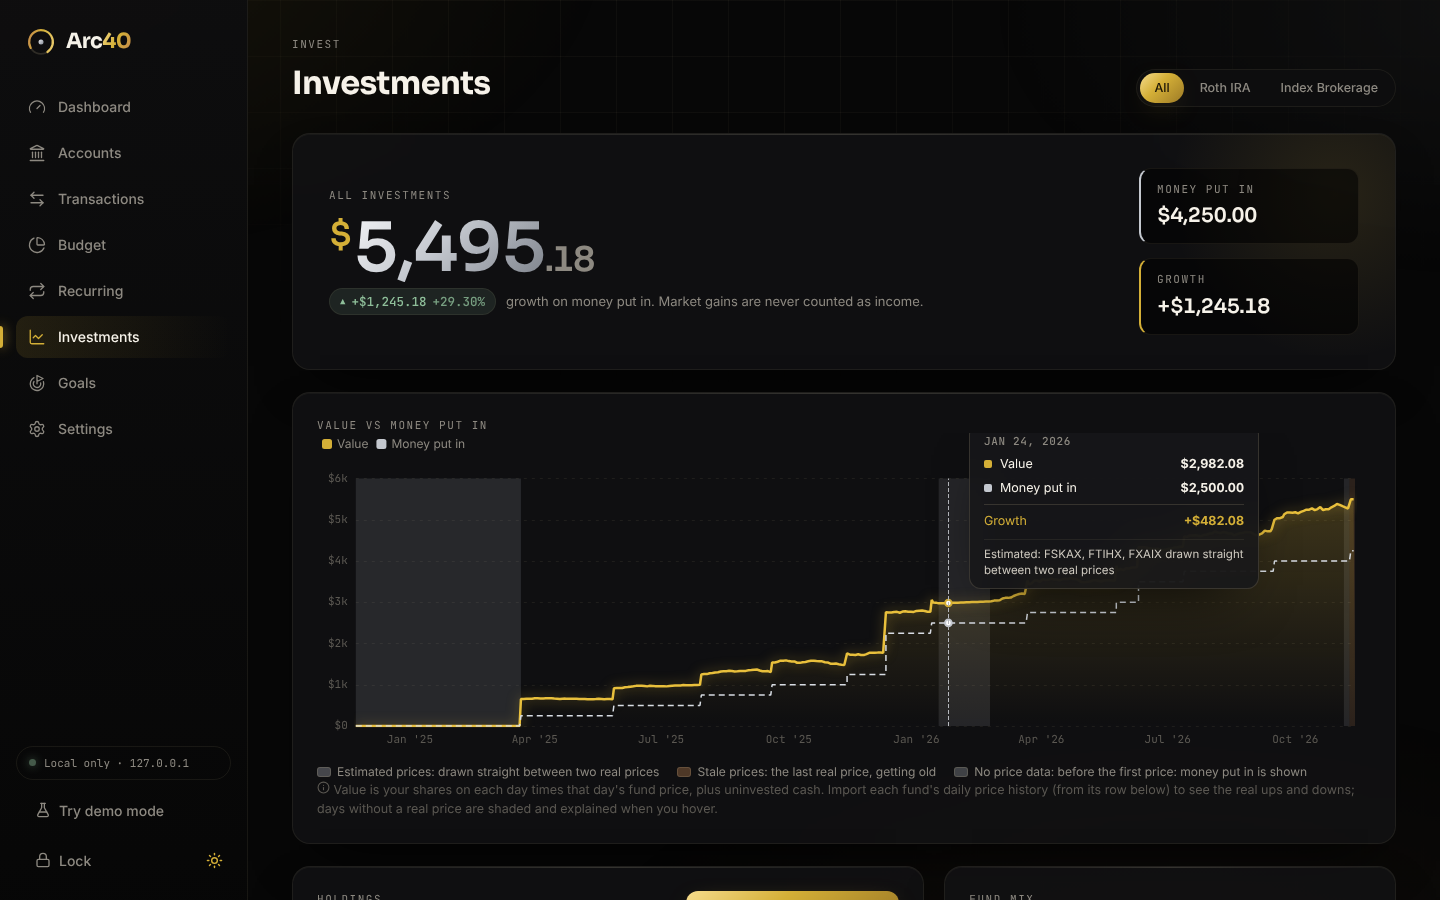 Arc40
Dashboard
Accounts
Transactions
Budget
Recurring
Investments
Goals
Settings
Local only · 127.0.0.1
Try demo mode
Lock
INVEST
Investments
All
Roth IRA
Index Brokerage
ALL INVESTMENTS
$5,495.18
▲ +$1,245.18 +29.30%
growth on money put in. Market gains are never counted as income.
MONEY PUT IN
$4,250.00
GROWTH
+$1,245.18
VALUE VS MONEY PUT IN
Value
Money put in
JAN 24, 2026
Value $2,982.08
Money put in $2,500.00
Growth +$482.08
Estimated: FSKAX, FTIHX, FXAIX drawn straight
between two real prices
$6k
$5k
$4k
$3k
$2k
$1k
$0
Jan '25
Apr '25
Jul '25
Oct '25
Jan '26
Apr '26
Jul '26
Oct '26
Estimated prices: drawn straight between two real prices
Stale prices: the last real price, getting old
No price data: before the first price: money put in is shown
Value is your shares on each day times that day's fund price, plus uninvested cash. Import each fund's daily price history (from its row below) to see the real ups and downs;
days without a real price are shaded and explained when you hover.
HOLDINGS
FUND MIX